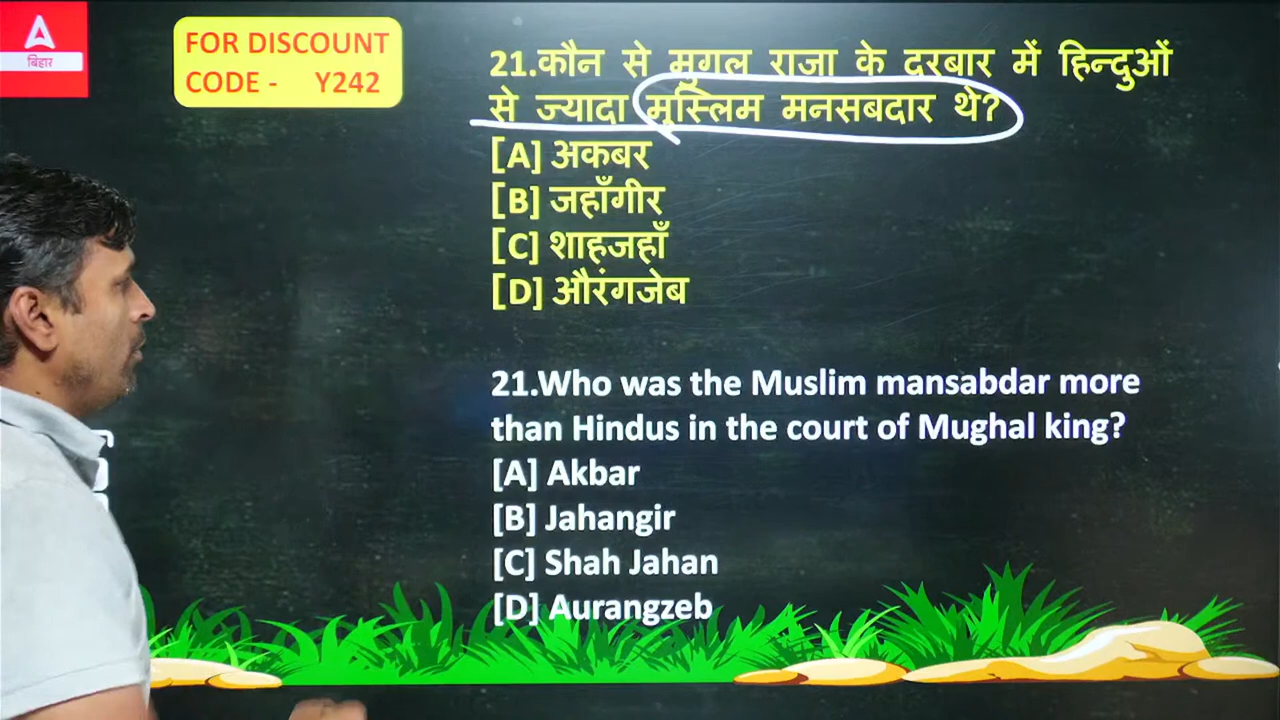 बिहार
FOR DISCOUNT
CODE - Y242
21.कौन से मुगल राजा के दरबार में हिन्दुओं
से ज्यादा मुस्लिम मनसबदार थे?
[A] अकबर
[B] जहाँगीर
[C] शाहजहाँ
[D] औरंगजेब
21.Who was the Muslim mansabdar more
than Hindus in the court of Mughal king?
[A] Akbar
[B] Jahangir
[C] Shah Jahan
[D] Aurangzeb